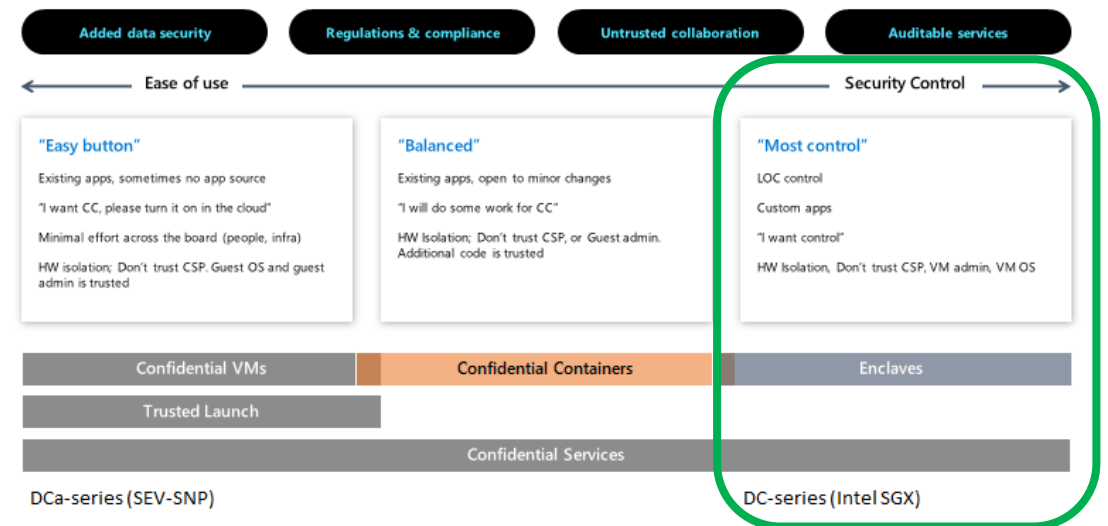 Added data security
Regulations & compliance
Untrusted collaboration
Auditable services
Ease of use
Security Control
"Easy button"
Existing apps, sometimes no app source
"I want CC, please turn it on in the cloud"
Minimal effort across the board (people, infra)
HW isolation; Don't trust CSP. Guest OS and guest
admin is trusted
"Balanced"
Existing apps, open to minor changes
"I will do some work for CC"
HW Isolation; Don't trust CSP, or Guest admin.
Additional code is trusted
"Most control"
LOC control
Custom apps
"I want control"
HW Isolation, Don't trust CSP, VM admin, VM OS
Confidential VMs
Confidential Containers
Enclaves
Trusted Launch
Confidential Services
DCa-series (SEV-SNP)
DC-series (Intel SGX)